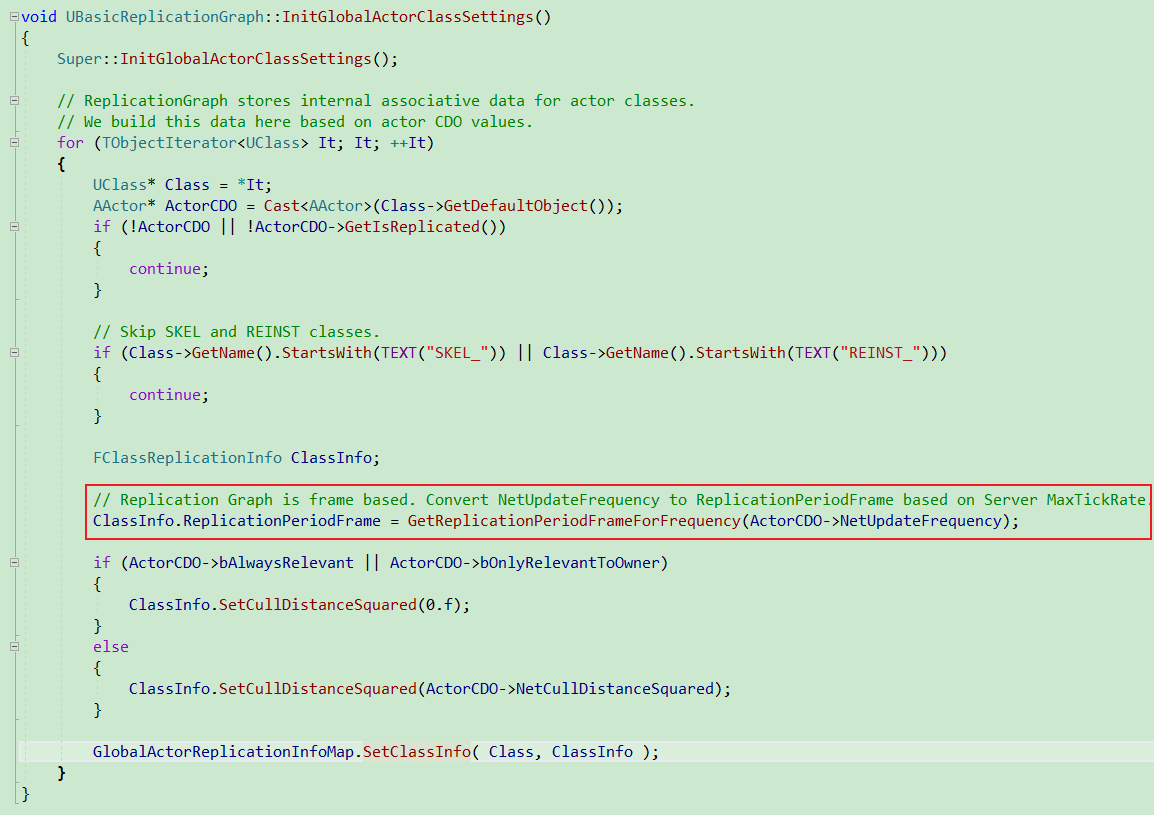 void UBasicReplicationGraph::InitGlobalActorClassSettings()
{
    Super::InitGlobalActorClassSettings();

    // ReplicationGraph stores internal associative data for actor classes.
    // We build this data here based on actor CDO values.
    for (TObjectIterator<UClass> It; It; ++It)
    {
        UClass* Class = *It;
        AActor* ActorCDO = Cast<AActor>(Class->GetDefaultObject());
        if (!ActorCDO || !ActorCDO->GetIsReplicated())
        {
            continue;
        }

        // Skip SKEL and REINST classes.
        if (Class->GetName().StartsWith(TEXT("SKEL_")) || Class->GetName().StartsWith(TEXT("REINST_")))
        {
            continue;
        }

        FClassReplicationInfo ClassInfo;

        // Replication Graph is frame based. Convert NetUpdateFrequency to ReplicationPeriodFrame based on Server MaxTickRate.
        ClassInfo.ReplicationPeriodFrame = GetReplicationPeriodFrameForFrequency(ActorCDO->NetUpdateFrequency);

        if (ActorCDO->bAlwaysRelevant || ActorCDO->bOnlyRelevantToOwner)
        {
            ClassInfo.SetCullDistanceSquared(0.f);
        }
        else
        {
            ClassInfo.SetCullDistanceSquared(ActorCDO->NetCullDistanceSquared);
        }

        GlobalActorReplicationInfoMap.SetClassInfo( Class, ClassInfo );
    }
}